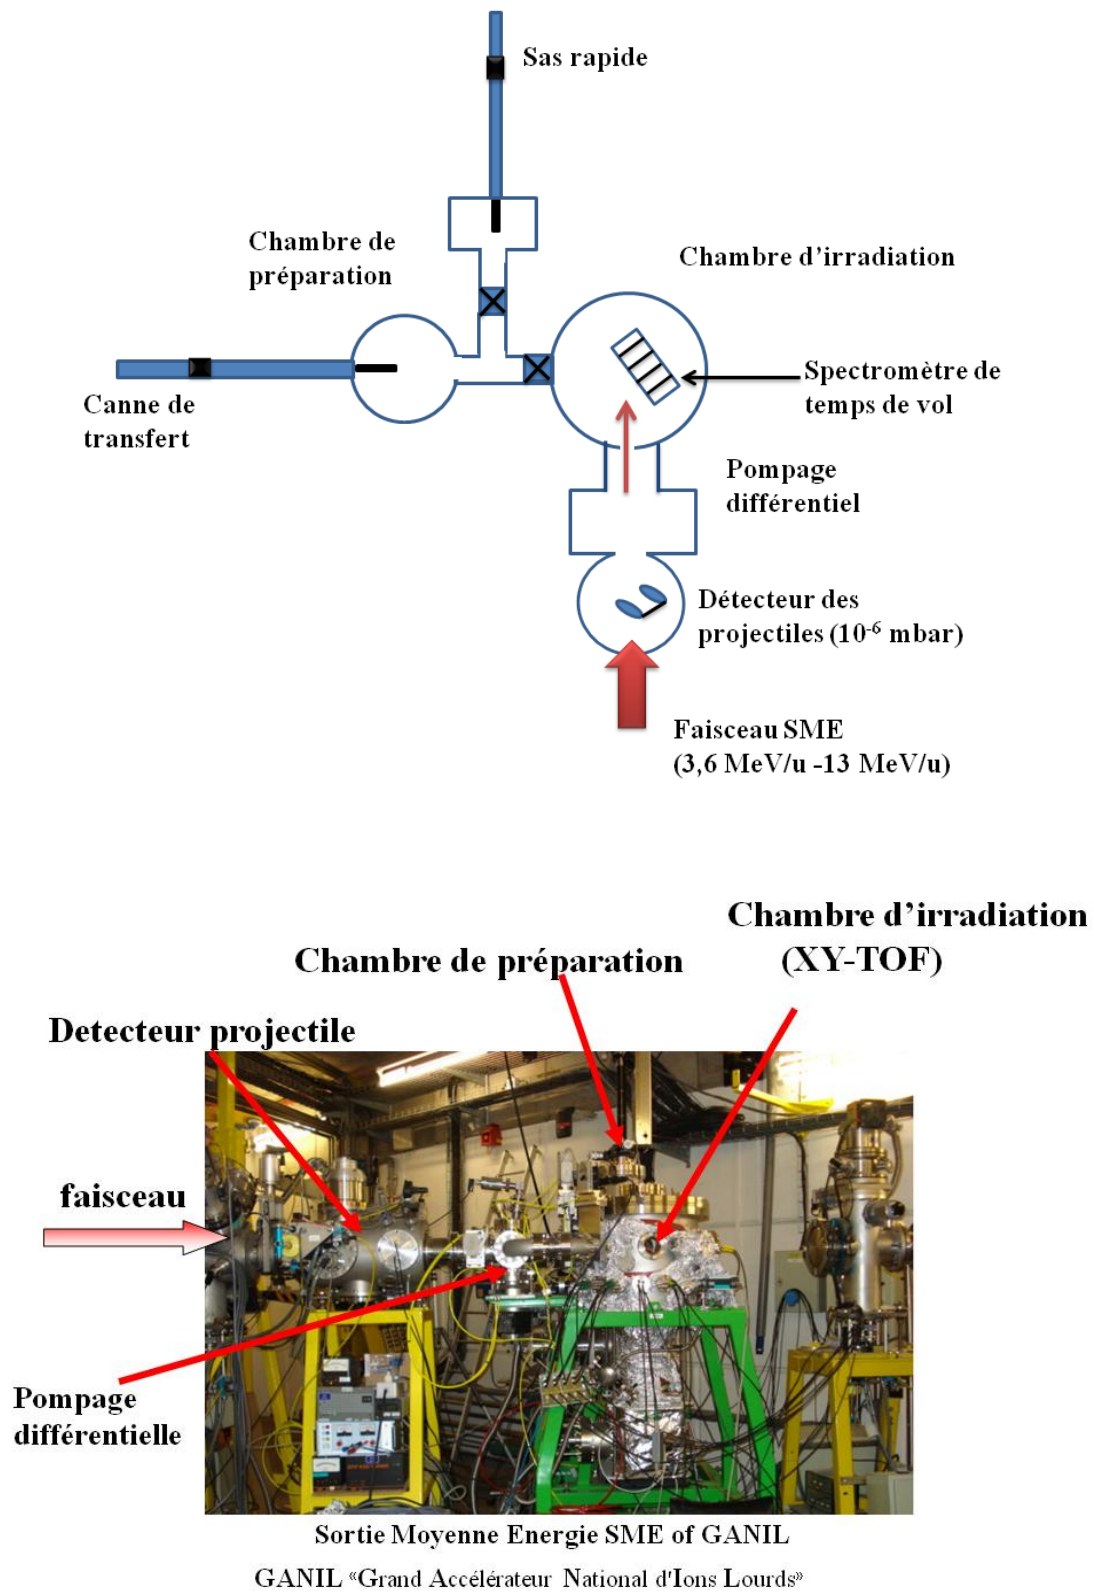 Sas rapide
Chambre de
préparation
Chambre d’irradiation
Spectromètre de
temps de vol
Canne de
transfert
Pompage
différentiel
Détecteur des
projectiles (10⁻⁶ mbar)
Faisceau SME
(3,6 MeV/u -13 MeV/u)
Chambre d’irradiation
(XY-TOF)
Chambre de préparation
Detecteur projectile
faisceau
Pompage
différentielle
Sortie Moyenne Energie SME of GANIL
GANIL «Grand Accélérateur National d'Ions Lourds»